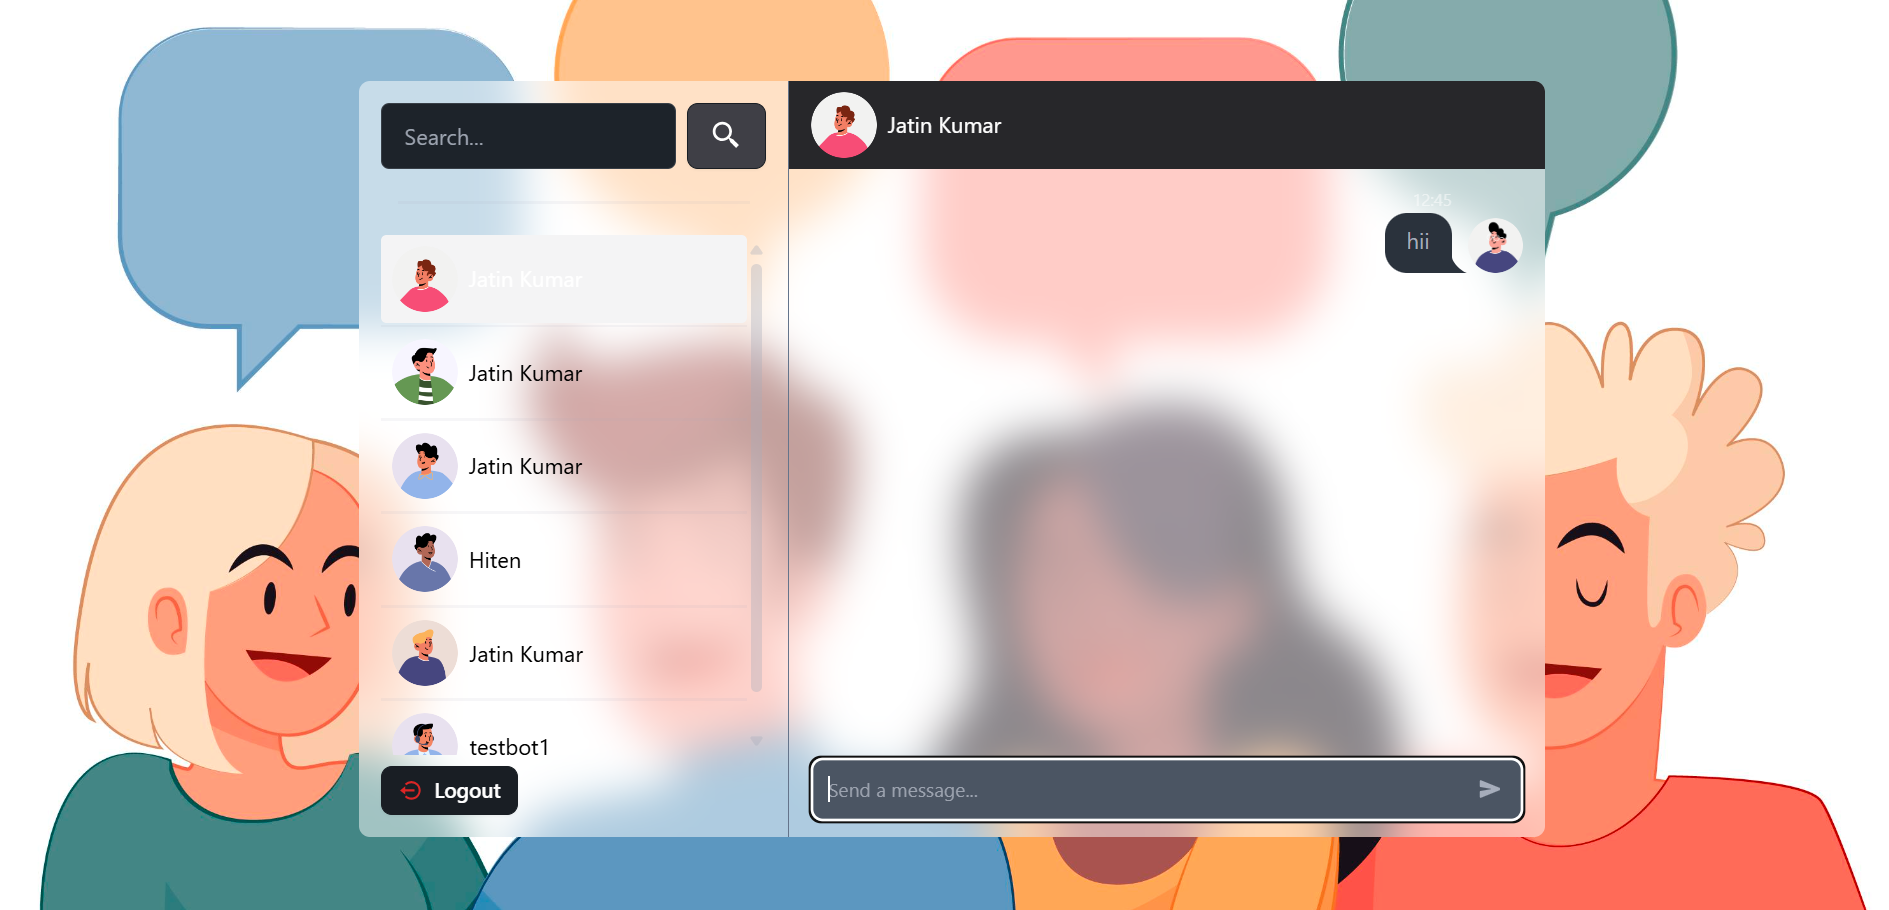 Search...
Jatin Kumar
Jatin Kumar
Jatin Kumar
Hiten
Jatin Kumar
testbot1
Logout
Jatin Kumar
12:45
hii
Send a message...